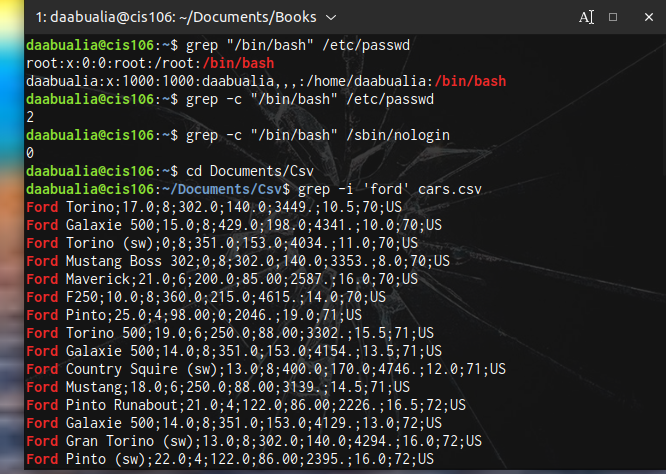 1: daabualia@cis106: ~/Documents/Books
daabualia@cis106:~$ grep "/bin/bash" /etc/passwd
root:x:0:0:root:/root:/bin/bash
daabualia:x:1000:1000:daabualia,,,:/home/daabualia:/bin/bash
daabualia@cis106:~$ grep -c "/bin/bash" /etc/passwd
2
daabualia@cis106:~$ grep -c "/bin/bash" /sbin/nologin
0
daabualia@cis106:~$ cd Documents/Csv
daabualia@cis106:~/Documents/Csv$ grep -i 'ford' cars.csv
Ford Torino;17.0;8;302.0;140.0;3449.;10.5;70;US
Ford Galaxie 500;15.0;8;429.0;198.0;4341.;10.0;70;US
Ford Torino (sw);0;8;351.0;153.0;4034.;11.0;70;US
Ford Mustang Boss 302;0;8;302.0;140.0;3353.;8.0;70;US
Ford Maverick;21.0;6;200.0;85.00;2587.;16.0;70;US
Ford F250;10.0;8;360.0;215.0;4615.;14.0;70;US
Ford Pinto;25.0;4;98.00;0;2046.;19.0;71;US
Ford Torino 500;19.0;6;250.0;88.00;3302.;15.5;71;US
Ford Galaxie 500;14.0;8;351.0;153.0;4154.;13.5;71;US
Ford Country Squire (sw);13.0;8;400.0;170.0;4746.;12.0;71;US
Ford Mustang;18.0;6;250.0;88.00;3139.;14.5;71;US
Ford Pinto Runabout;21.0;4;122.0;86.00;2226.;16.5;72;US
Ford Galaxie 500;14.0;8;351.0;153.0;4129.;13.0;72;US
Ford Gran Torino (sw);13.0;8;302.0;140.0;4294.;16.0;72;US
Ford Pinto (sw);22.0;4;122.0;86.00;2395.;16.0;72;US